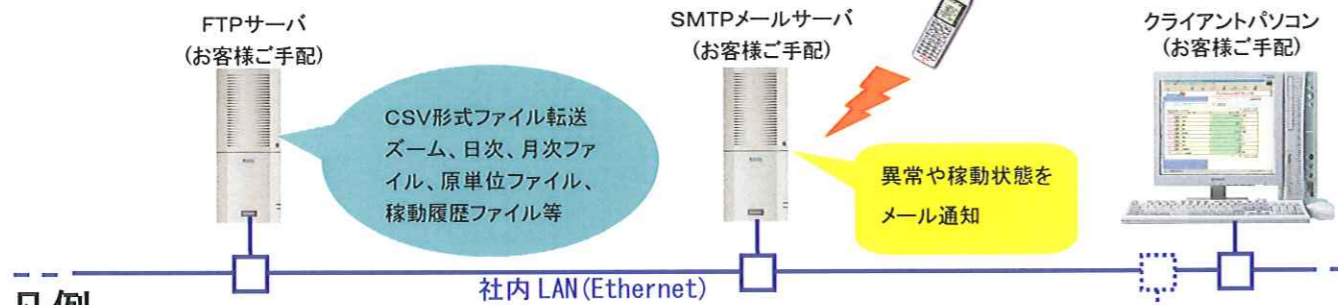 FTPサーバ
(お客様ご手配)
SMTPメールサーバ
(お客様ご手配)
クライアントパソコン
(お客様ご手配)
CSV形式ファイル転送
ズーム、日次、月次ファ
イル、原単位ファイル、
稼動履歴ファイル等
異常や稼動状態を
メール通知
社内 LAN(Ethernet)
凡例